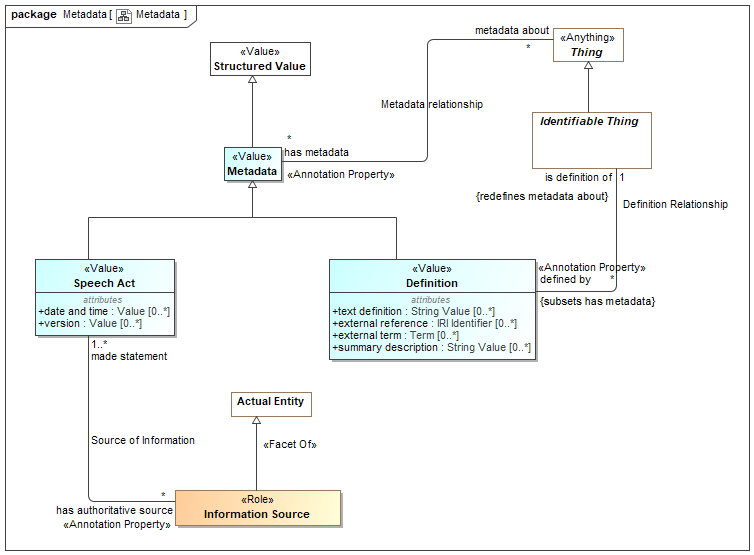 package Metadata [ Metadata ]
metadata about
*
«Anything»
Thing
«Value»
Structured Value
Metadata relationship
Identifiable Thing
*
has metadata
«Value»
Metadata
«Annotation Property»
is definition of 1
{redefines metadata about}
Definition Relationship
«Value»
Speech Act
attributes
+date and time : Value [0..*]
+version : Value [0..*]
«Value»
Definition
attributes
+text definition : String Value [0..*]
+external reference : IRI Identifier [0..*]
+external term : Term [0..*]
+summary description : String Value [0..*]
«Annotation Property»
defined by *
{subsets has metadata}
1..*
made statement
Actual Entity
Source of Information
«Facet Of»
*
has authoritative source
«Annotation Property»
«Role»
Information Source